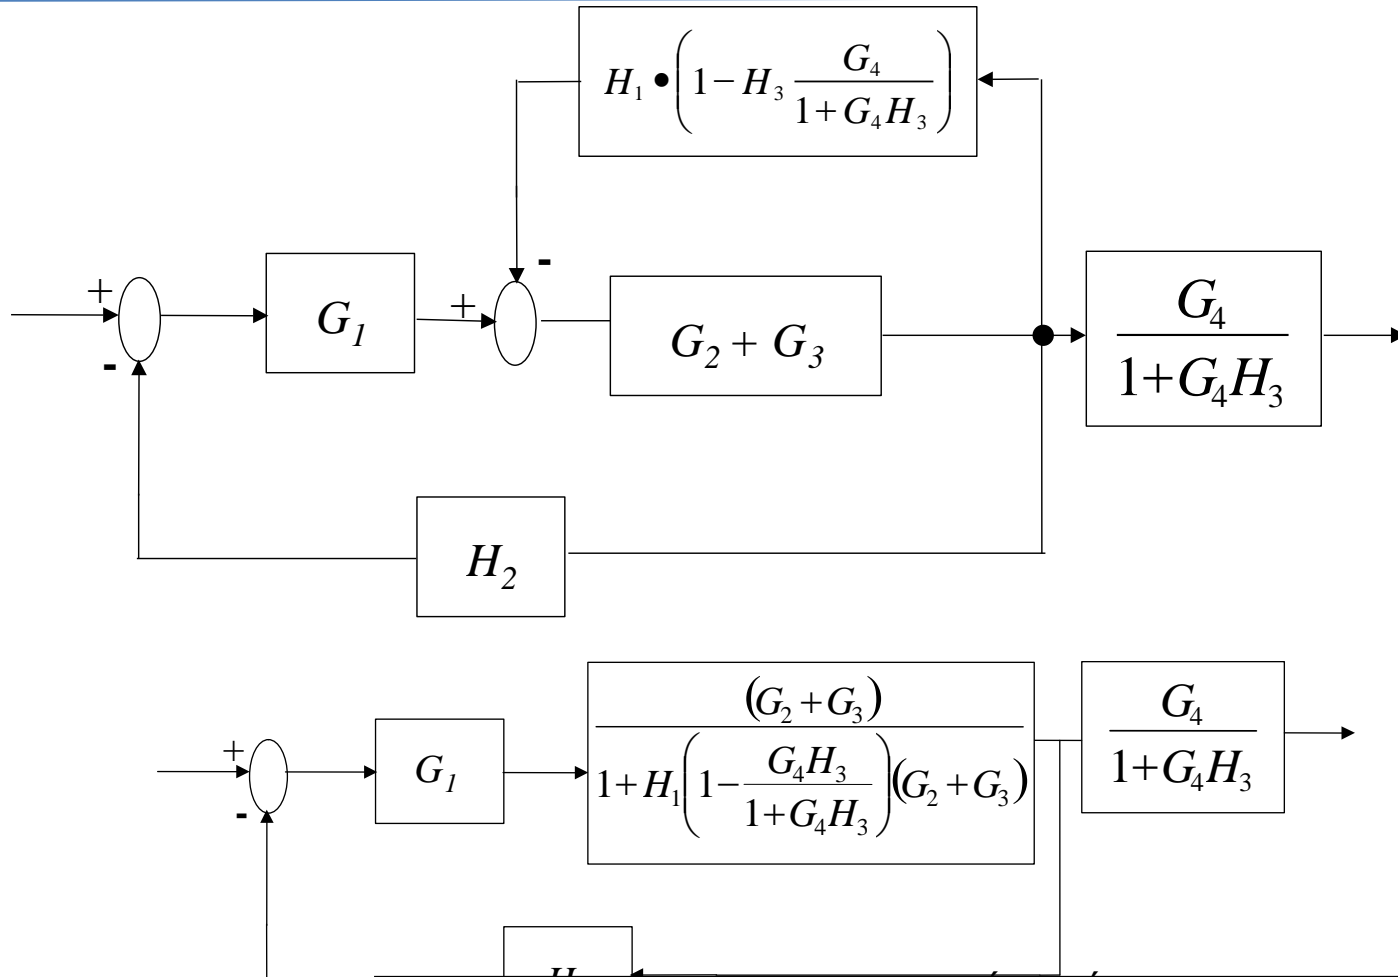 H₁ • (1 − H₃ G₄ / (1 + G₄H₃))
-
+
G₁
+
G₂ + G₃
G₄ / (1+G₄H₃)
-
H₂
+
G₁
(G₂ + G₃) / (1 + H₁(1 − G₄H₃ / (1+G₄H₃))(G₂ + G₃))
G₄ / (1+G₄H₃)
-